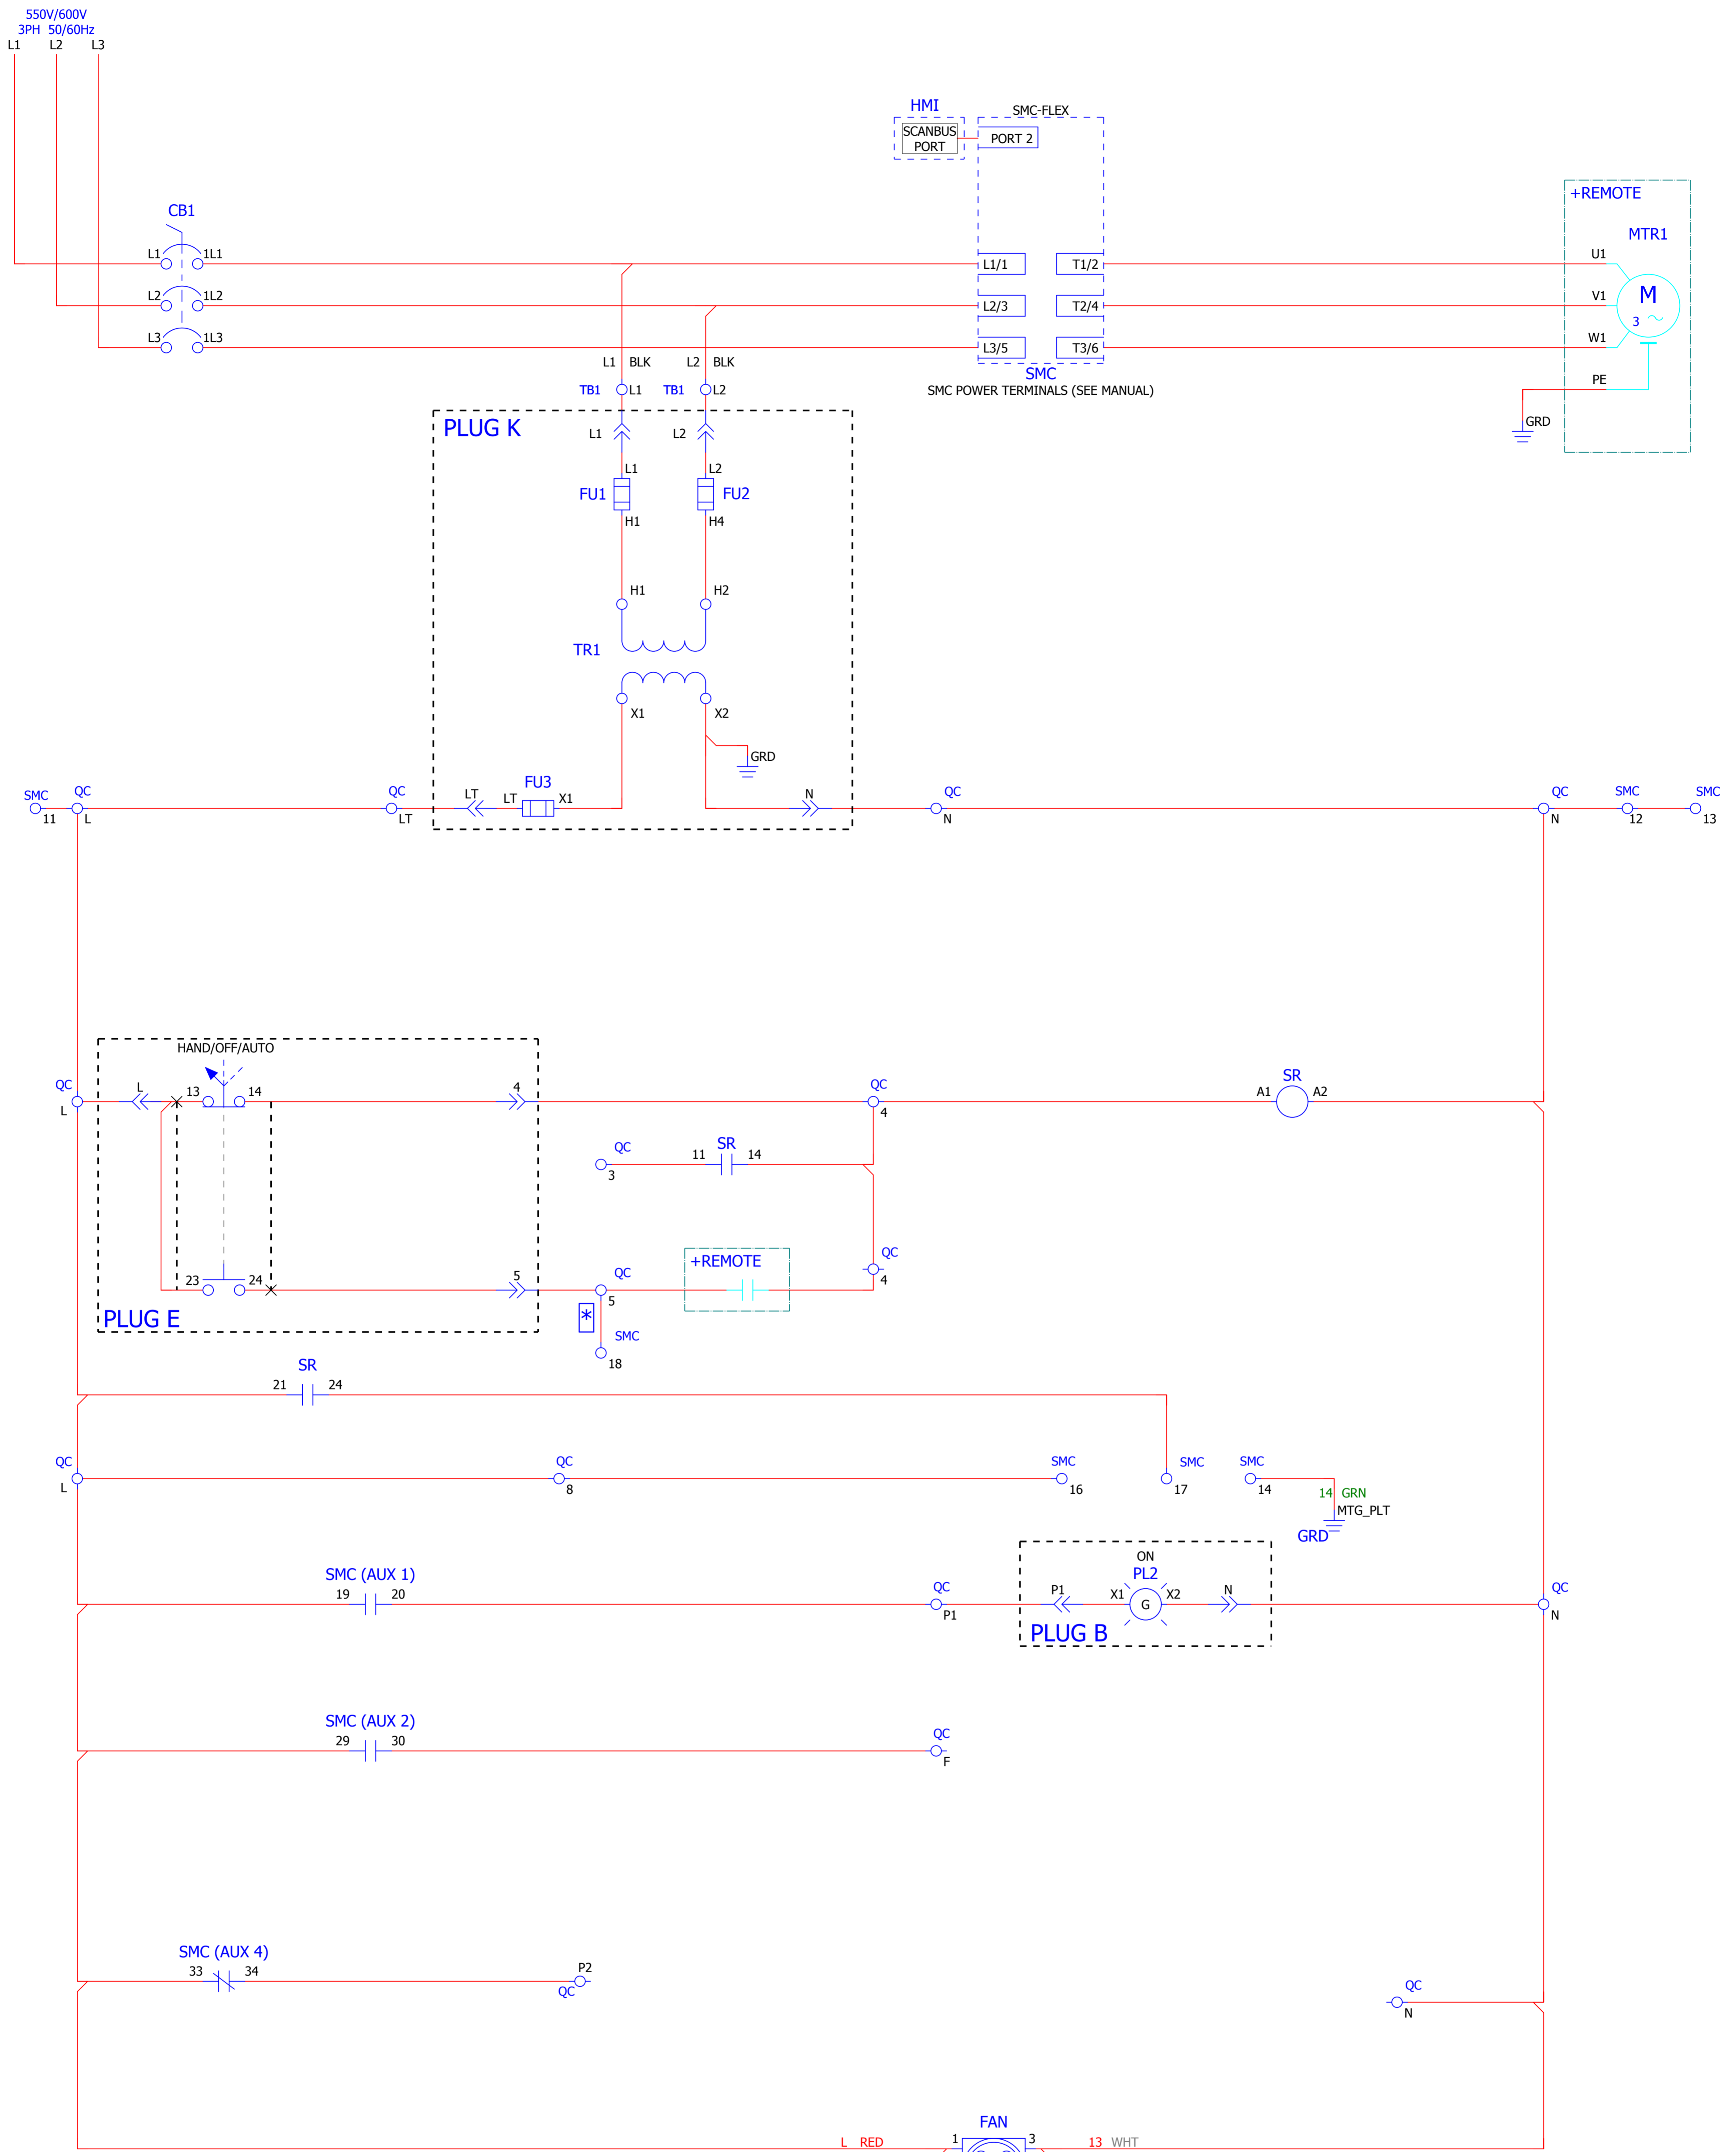 550V/600V
3PH 50/60Hz
L1 L2 L3
HMI
SMC-FLEX
SCANBUS
PORT
PORT 2
+REMOTE
MTR1
CB1
L1 1L1
L1/1 T1/2
U1
L2 1L2
L2/3 T2/4
V1
M
3
L3 1L3
L3/5 T3/6
W1
L1 BLK L2 BLK
SMC
SMC POWER TERMINALS (SEE MANUAL)
PE
GRD
TB1 L1 TB1 L2
PLUG K
L1 L2
L1 L2
FU1 FU2
H1 H4
H1 H2
TR1
X1 X2
GRD
SMC QC QC LT FU3 LT X1 N QC QC SMC SMC
11 L LT N N 12 13
HAND/OFF/AUTO
QC L 13 14 4 QC SR
L 4 A1 A2
QC SR
3 11 14
QC
4
+REMOTE
23 24 5 QC
5
PLUG E
*
SMC
18
SR
21 24
QC QC SMC SMC SMC
L 8 16 17 14
14 GRN
MTG_PLT
GRD
ON
PL2
SMC (AUX 1)
19 20
QC P1 X1 G X2 N QC
P1 N
PLUG B
SMC (AUX 2)
29 30
QC
F
SMC (AUX 4)
33 34
P2
QC
QC
N
FAN
L RED 1 3 13 WHT